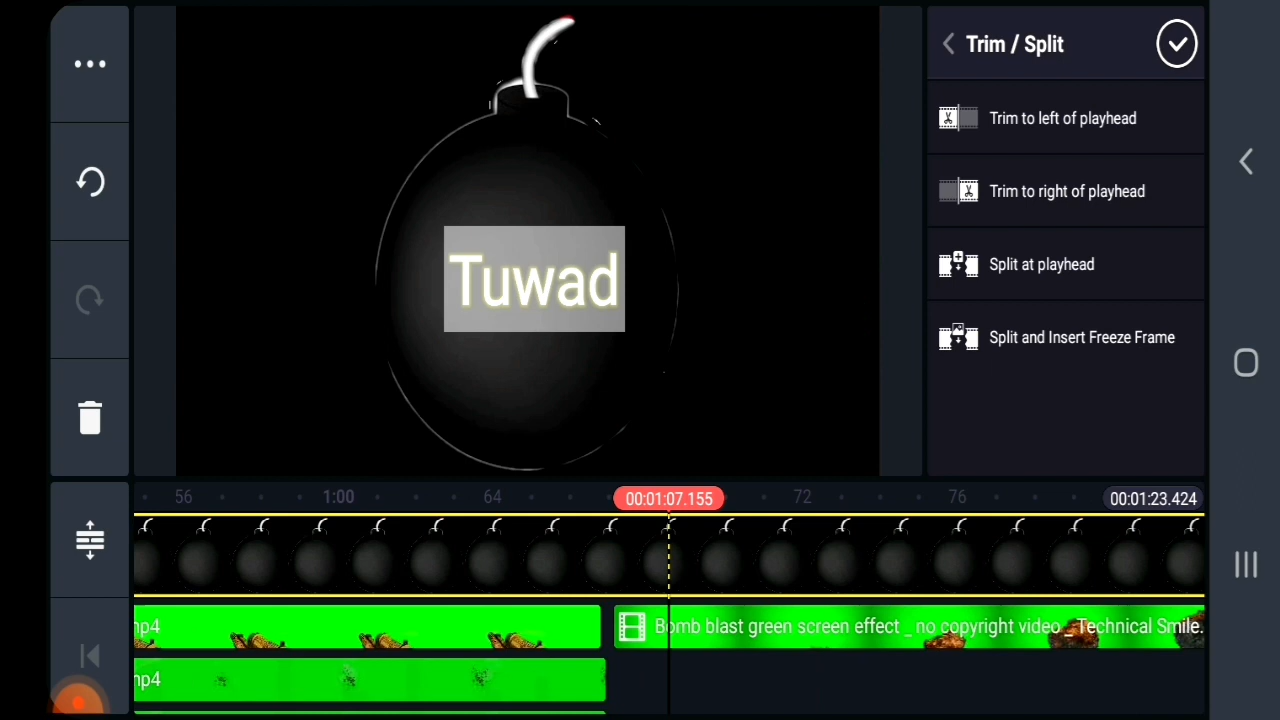 Trim / Split
Trim to left of playhead
Trim to right of playhead
Split at playhead
Split and Insert Freeze Frame
Tuwad
56
1:00
64
00:01:07.155
72
76
00:01:23.424
mp4
Bomb blast green screen effect _ no copyright video _ Technical Smile.
mp4